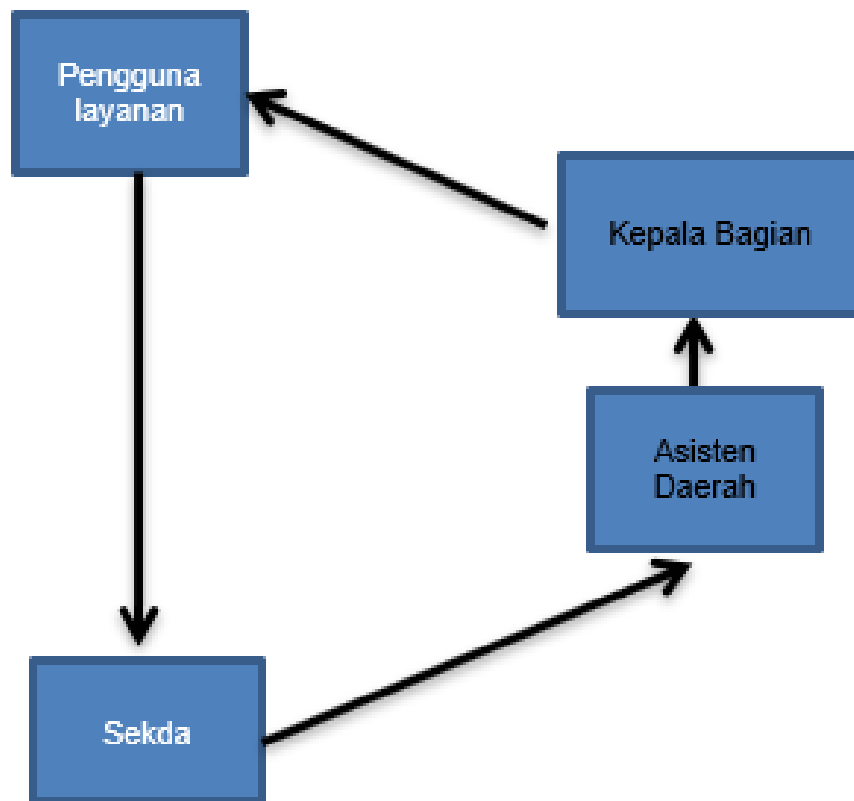 Pengguna
layanan
Kepala Bagian
Asisten
Daerah
Sekda